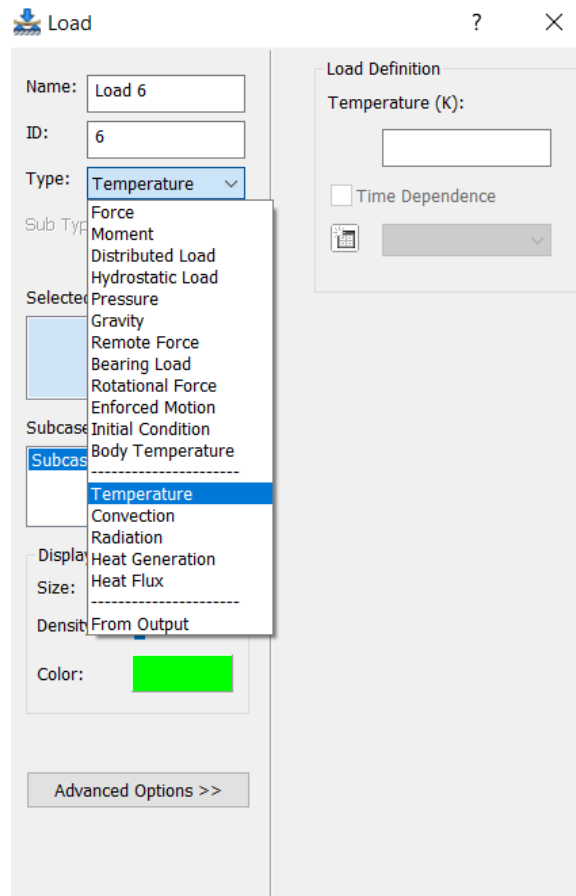 Load ?
Name: Load 6
ID: 6
Type: Temperature
Sub Typ
Selected
Subcase
Subcas
Force
Moment
Distributed Load
Hydrostatic Load
Pressure
Gravity
Remote Force
Bearing Load
Rotational Force
Enforced Motion
Initial Condition
Body Temperature
----------------------
Temperature
Convection
Radiation
Heat Generation
Heat Flux
----------------------
From Output
Display
Size:
Density
Color:
Advanced Options >>
Load Definition
Temperature (K):
Time Dependence